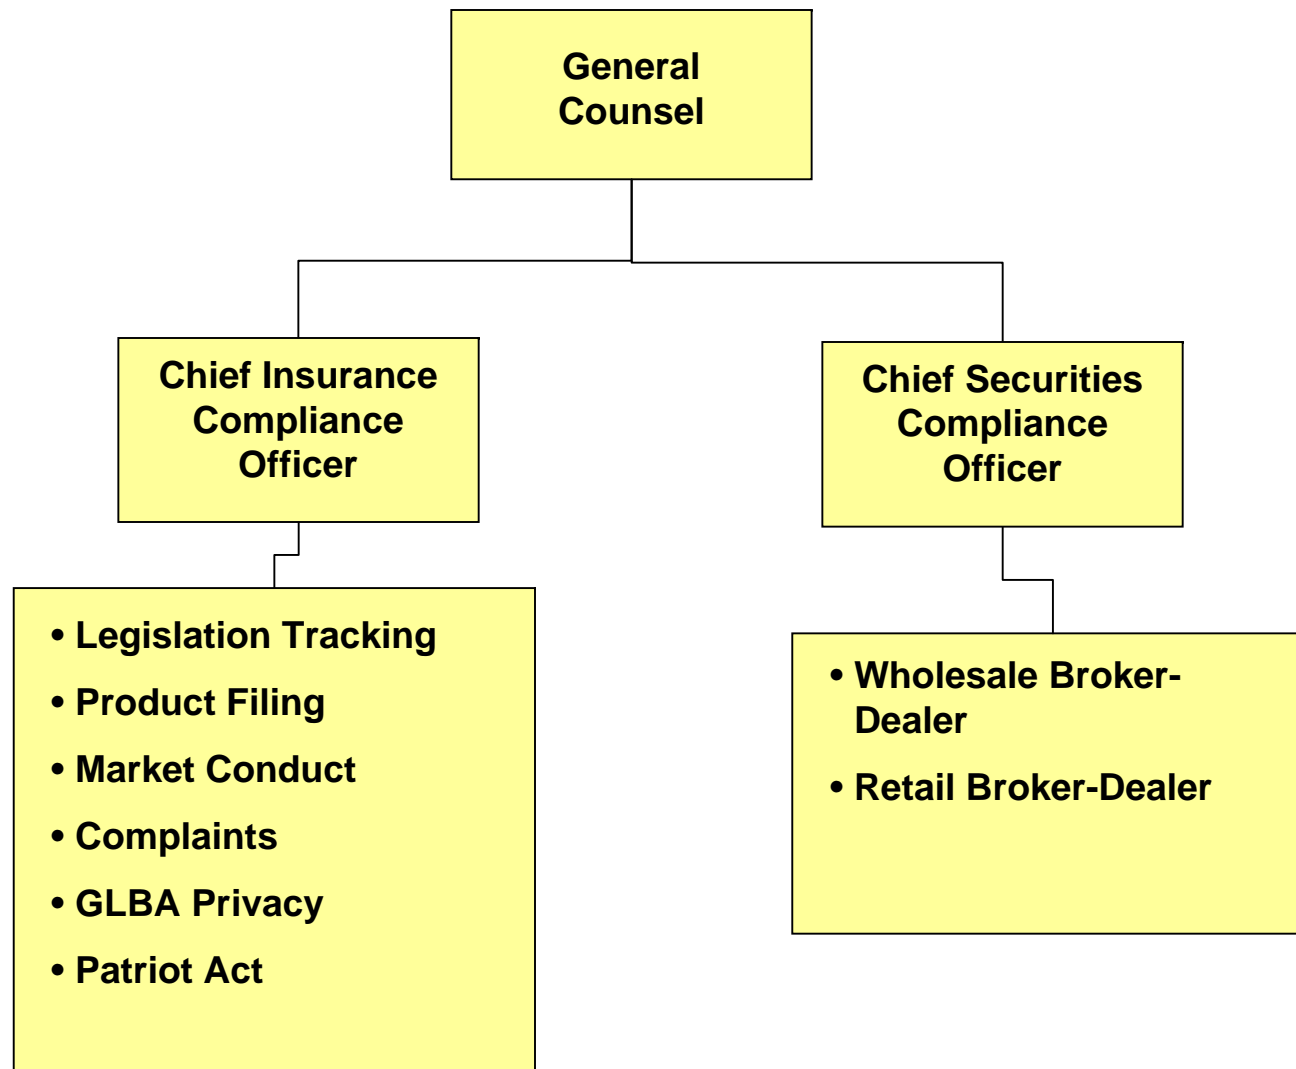 General
Counsel
Chief Insurance
Compliance
Officer
Chief Securities
Compliance
Officer
• Legislation Tracking
• Product Filing
• Market Conduct
• Complaints
• GLBA Privacy
• Patriot Act
• Wholesale Broker-
Dealer
• Retail Broker-Dealer